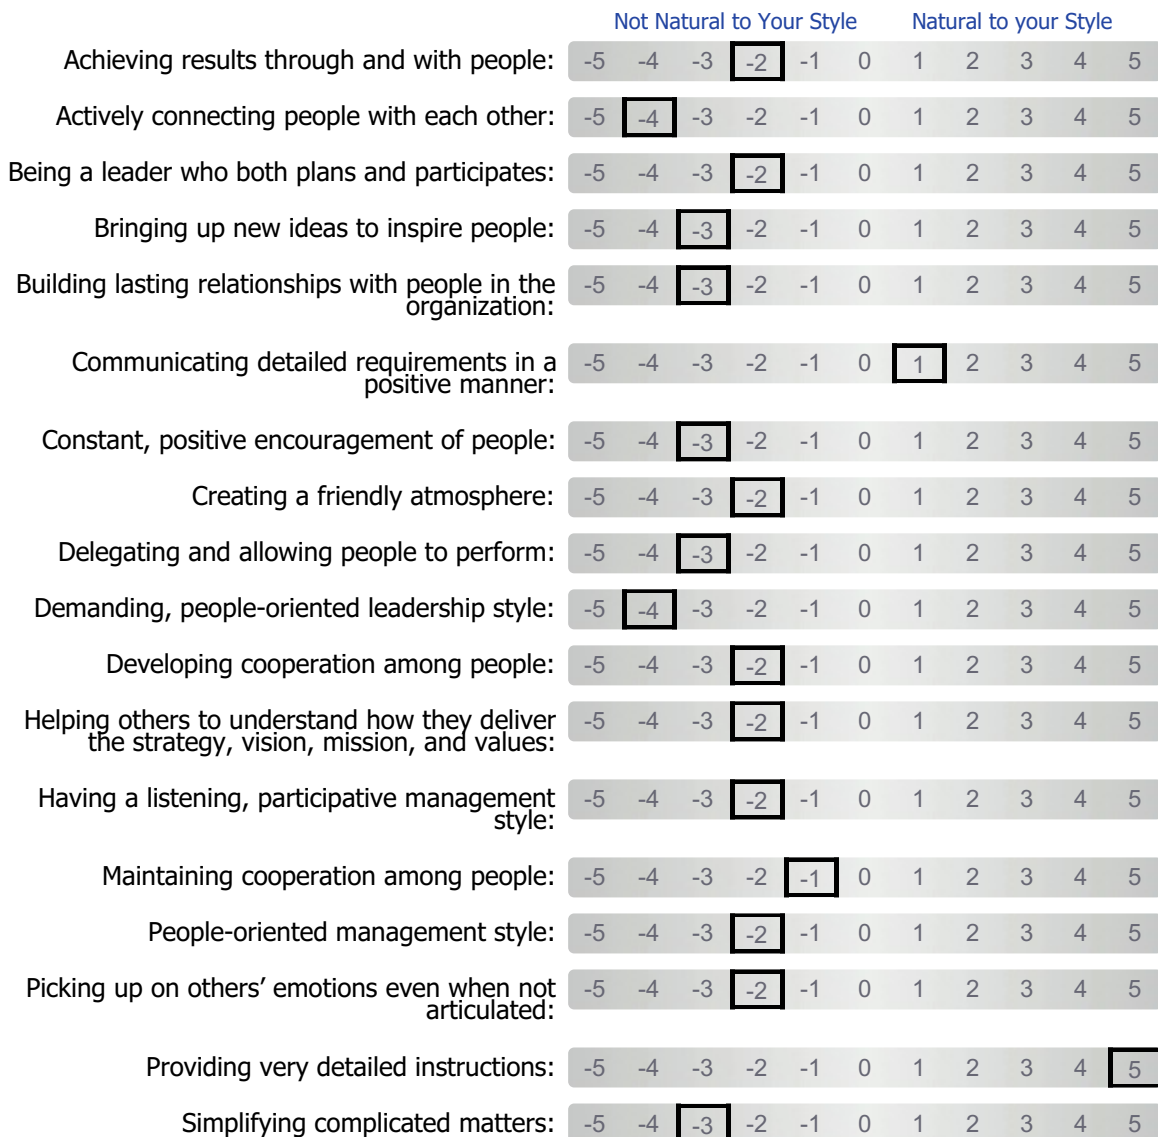 Not Natural to Your Style Natural to your Style
Achieving results through and with people: -5 -4 -3 -2 -1 0 1 2 3 4 5
Actively connecting people with each other: -5 -4 -3 -2 -1 0 1 2 3 4 5
Being a leader who both plans and participates: -5 -4 -3 -2 -1 0 1 2 3 4 5
Bringing up new ideas to inspire people: -5 -4 -3 -2 -1 0 1 2 3 4 5
Building lasting relationships with people in the
organization: -5 -4 -3 -2 -1 0 1 2 3 4 5
Communicating detailed requirements in a
positive manner: -5 -4 -3 -2 -1 0 1 2 3 4 5
Constant, positive encouragement of people: -5 -4 -3 -2 -1 0 1 2 3 4 5
Creating a friendly atmosphere: -5 -4 -3 -2 -1 0 1 2 3 4 5
Delegating and allowing people to perform: -5 -4 -3 -2 -1 0 1 2 3 4 5
Demanding, people-oriented leadership style: -5 -4 -3 -2 -1 0 1 2 3 4 5
Developing cooperation among people: -5 -4 -3 -2 -1 0 1 2 3 4 5
Helping others to understand how they deliver
the strategy, vision, mission, and values: -5 -4 -3 -2 -1 0 1 2 3 4 5
Having a listening, participative management
style: -5 -4 -3 -2 -1 0 1 2 3 4 5
Maintaining cooperation among people: -5 -4 -3 -2 -1 0 1 2 3 4 5
People-oriented management style: -5 -4 -3 -2 -1 0 1 2 3 4 5
Picking up on others’ emotions even when not
articulated: -5 -4 -3 -2 -1 0 1 2 3 4 5
Providing very detailed instructions: -5 -4 -3 -2 -1 0 1 2 3 4 5
Simplifying complicated matters: -5 -4 -3 -2 -1 0 1 2 3 4 5